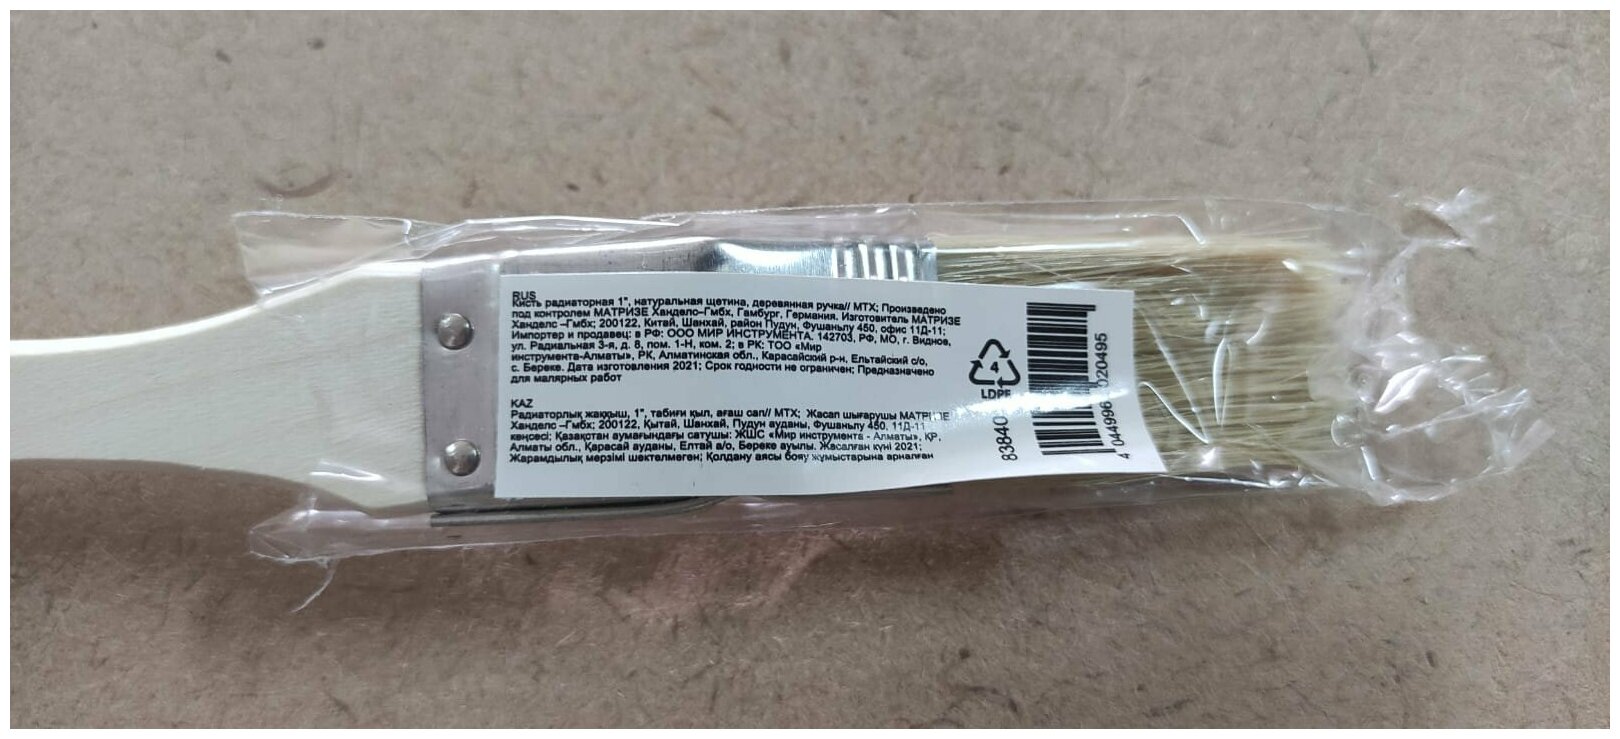 RUS
Кисть радиаторная 1", натуральная щетина, деревянная ручка// МТХ; Произведено
под контролем МАТРИЗЕ Ханделс-Гмбх, Гамбург, Германия. Изготовитель МАТРИЗЕ
Ханделс -Гмбх; 200122, Китай, Шанхай, район Пудун, Фушаньлу 450, офис 11Д-11;
Импортер и продавец: в РФ: ООО МИР ИНСТРУМЕНТА. 142703, РФ, МО, г. Видное,
ул. Радиальная 3-я, д. 8, пом. 1-Н, ком. 2; в РК: ТОО «Мир
инструмента-Алматы», РК, Алматинская обл., Карасайский р-н, Ельтайский с/о,
с. Береке. Дата изготовления 2021; Срок годности не ограничен; Предназначено
для малярных работ
KAZ
Радиаторлық жаққыш, 1", табиғи қыл, ағаш сап// МТХ; Жасап шығарушы МАТРИЗЕ
Ханделс -Гмбх; 200122, Қытай, Шанхай, Пудун ауданы, Фушаньлу 450, 11Д-11
кеңсесі; Қазақстан аумағындағы сатушы: ЖШС «Мир инструмента - Алматы», ҚР,
Алматы обл., Қарасай ауданы, Елтай а/о, Береке ауылы. Жасалған күні 2021;
Жарамдылық мерзімі шектелмеген; Қолдану аясы бояу жұмыстарына арналған
LDPE
83840
4 044996 020495